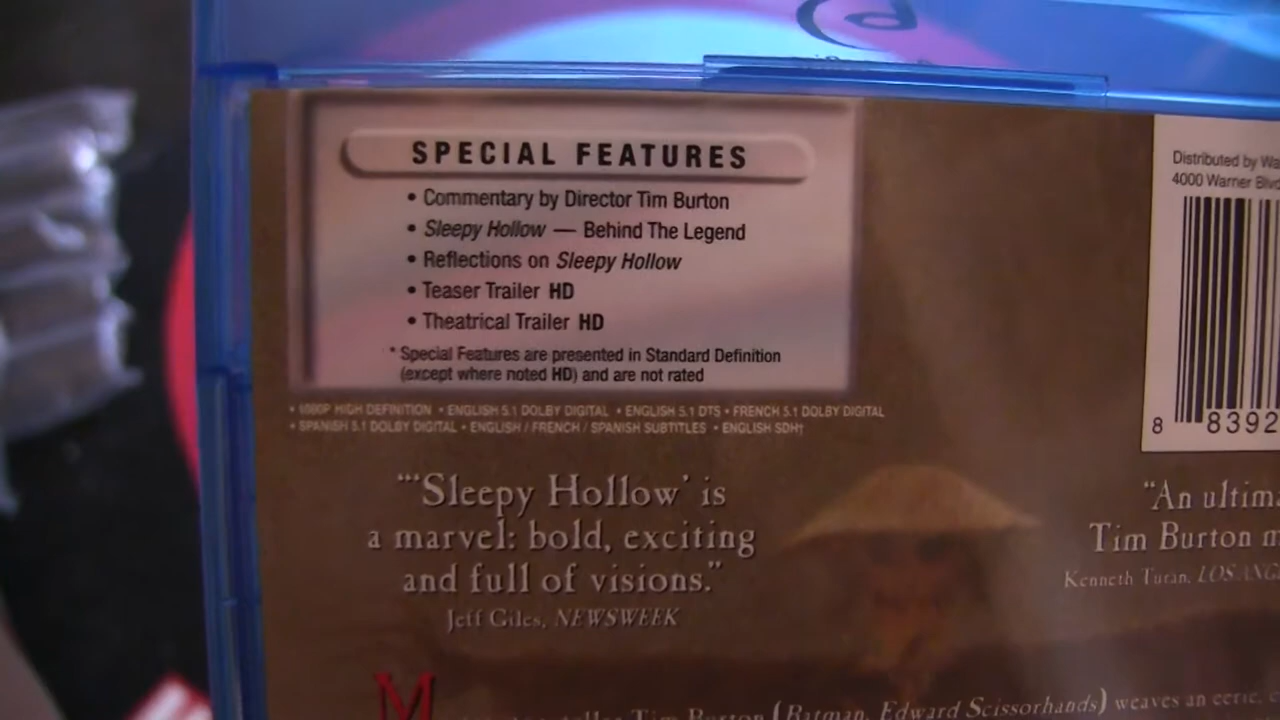 SPECIAL FEATURES
• Commentary by Director Tim Burton
• Sleepy Hollow — Behind The Legend
• Reflections on Sleepy Hollow
• Teaser Trailer HD
• Theatrical Trailer HD
* Special Features are presented in Standard Definition
(except where noted HD) and are not rated
• 1080P HIGH DEFINITION • ENGLISH 5.1 DOLBY DIGITAL • ENGLISH 5.1 DTS • FRENCH 5.1 DOLBY DIGITAL
• SPANISH 5.1 DOLBY DIGITAL • ENGLISH / FRENCH / SPANISH SUBTITLES • ENGLISH SDH†
Distributed by Wa
4000 Warner Blv
8 8392
"'Sleepy Hollow' is
a marvel: bold, exciting
and full of visions."
Jeff Giles, NEWSWEEK
"An ultima
Tim Burton m
Kenneth Turan, LOS ANG
M
Tim Burton (Batman, Edward Scissorhands) weaves an eerie,